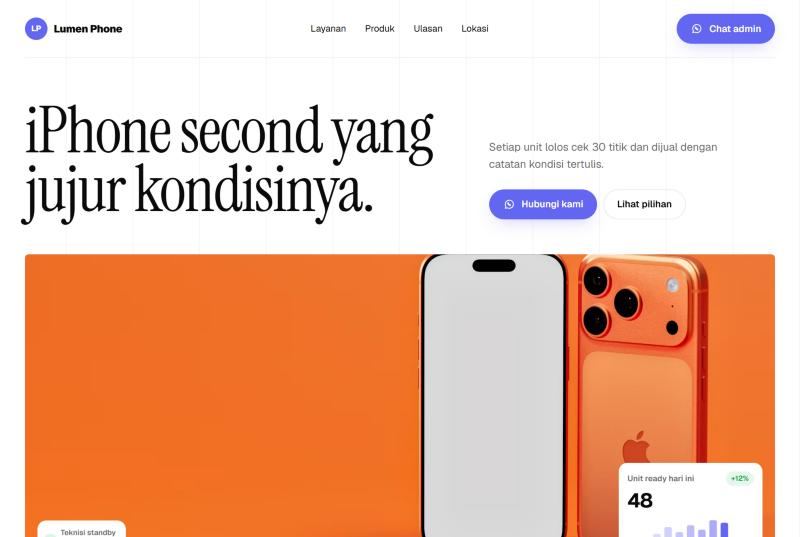 LP Lumen Phone
Layanan Produk Ulasan Lokasi
Chat admin
iPhone second yang
jujur kondisinya.
Setiap unit lolos cek 30 titik dan dijual dengan
catatan kondisi tertulis.
Hubungi kami
Lihat pilihan
Unit ready hari ini +12%
48
Teknisi standby